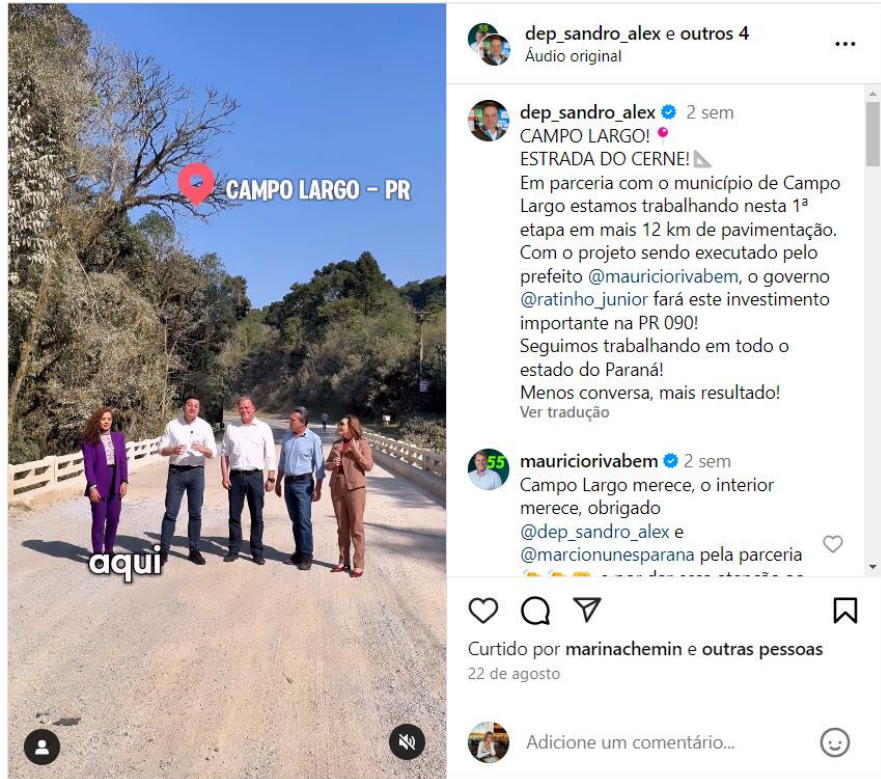 CAMPO LARGO - PR
aqui
dep_sandro_alex e outros 4
Áudio original
dep_sandro_alex 2 sem
CAMPO LARGO!
ESTRADA DO CERNE!
Em parceria com o município de Campo
Largo estamos trabalhando nesta 1ª
etapa em mais 12 km de pavimentação.
Com o projeto sendo executado pelo
prefeito @mauriciorivabem, o governo
@ratinho_junior fará este investimento
importante na PR 090!
Seguimos trabalhando em todo o
estado do Paraná!
Menos conversa, mais resultado!
Ver tradução
55
mauriciorivabem 2 sem
Campo Largo merece, o interior
merece, obrigado
@dep_sandro_alex e
@marcionunesparana pela parceria
Curtido por marinachemin e outras pessoas
22 de agosto
Adicione um comentário...